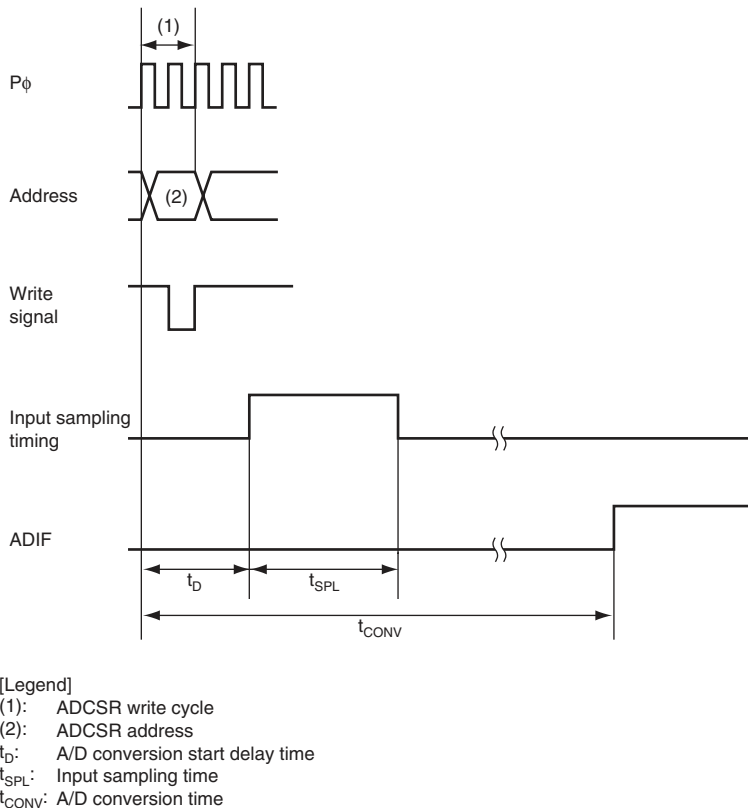 (1)
Pφ
Address
(2)
Write
signal
Input sampling
timing
ADIF
tD
tSPL
tCONV
[Legend]
(1): ADCSR write cycle
(2): ADCSR address
tD: A/D conversion start delay time
tSPL: Input sampling time
tCONV: A/D conversion time